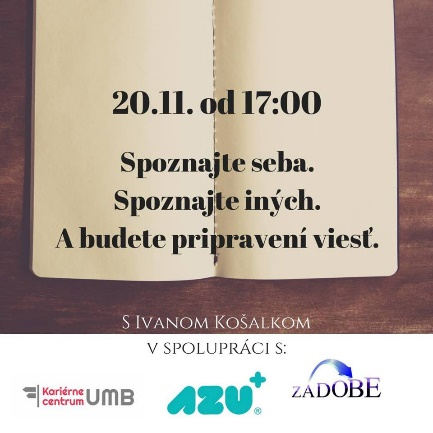 20.11. od 17:00
Spoznajte seba.
Spoznajte iných.
A budete pripravení viesť.
S Ivanom Košalkom
v spolupráci s:
Kariérne
centrum UMB
AZU+®
ZADOBE